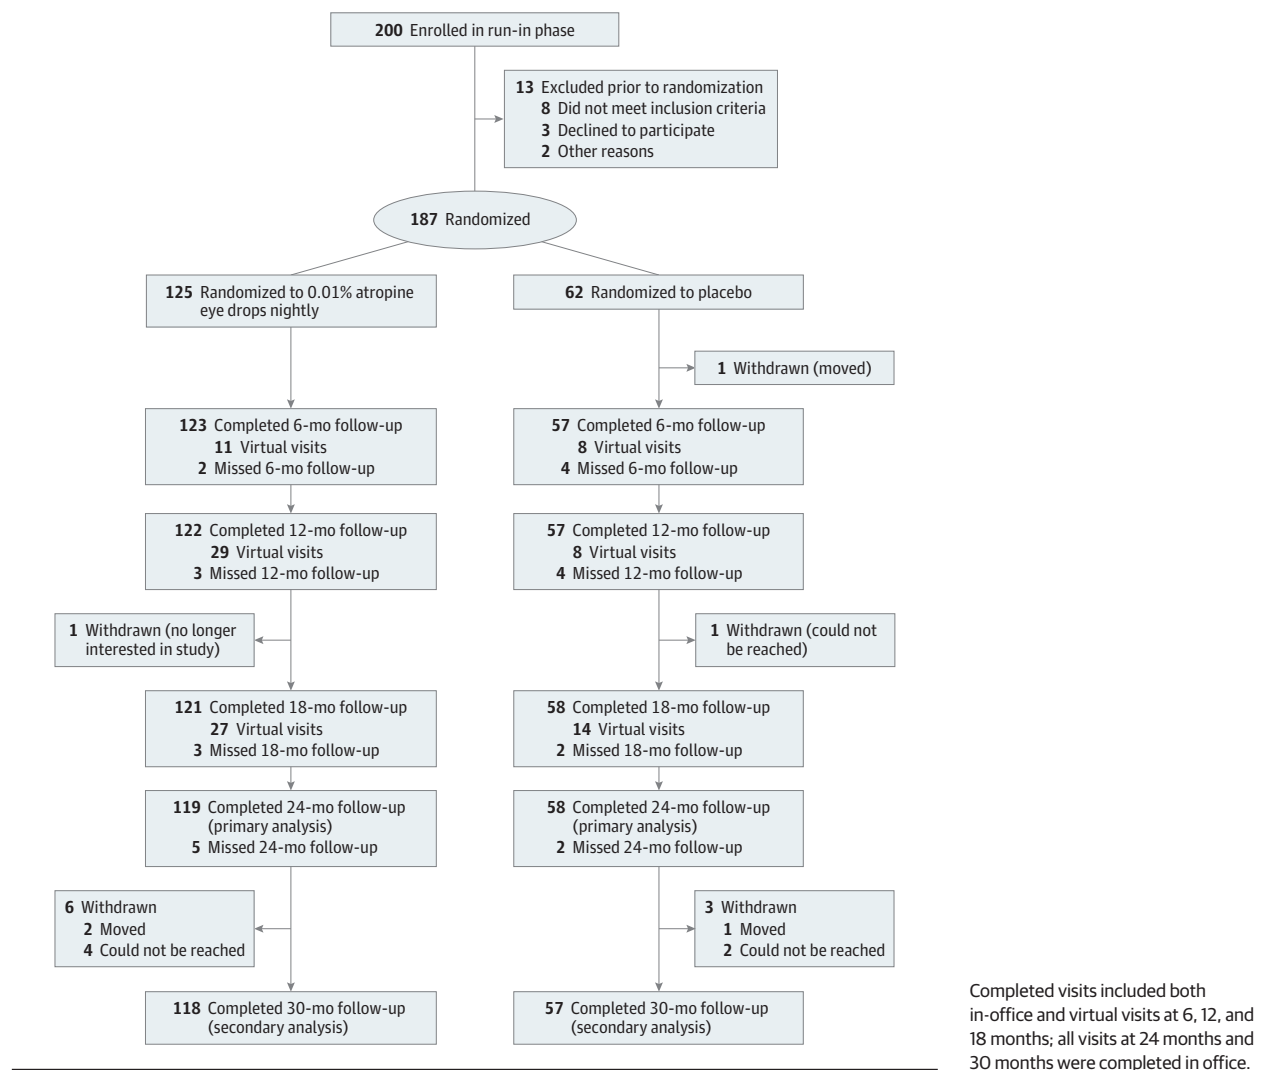 200 Enrolled in run-in phase
13 Excluded prior to randomization
8 Did not meet inclusion criteria
3 Declined to participate
2 Other reasons
187 Randomized
125 Randomized to 0.01% atropine
eye drops nightly
62 Randomized to placebo
1 Withdrawn (moved)
123 Completed 6-mo follow-up
11 Virtual visits
2 Missed 6-mo follow-up
57 Completed 6-mo follow-up
8 Virtual visits
4 Missed 6-mo follow-up
122 Completed 12-mo follow-up
29 Virtual visits
3 Missed 12-mo follow-up
57 Completed 12-mo follow-up
8 Virtual visits
4 Missed 12-mo follow-up
1 Withdrawn (no longer
interested in study)
1 Withdrawn (could not
be reached)
121 Completed 18-mo follow-up
27 Virtual visits
3 Missed 18-mo follow-up
58 Completed 18-mo follow-up
14 Virtual visits
2 Missed 18-mo follow-up
119 Completed 24-mo follow-up
(primary analysis)
5 Missed 24-mo follow-up
58 Completed 24-mo follow-up
(primary analysis)
2 Missed 24-mo follow-up
6 Withdrawn
2 Moved
4 Could not be reached
3 Withdrawn
1 Moved
2 Could not be reached
118 Completed 30-mo follow-up
(secondary analysis)
57 Completed 30-mo follow-up
(secondary analysis)
Completed visits included both
in-office and virtual visits at 6, 12, and
18 months; all visits at 24 months and
30 months were completed in office.